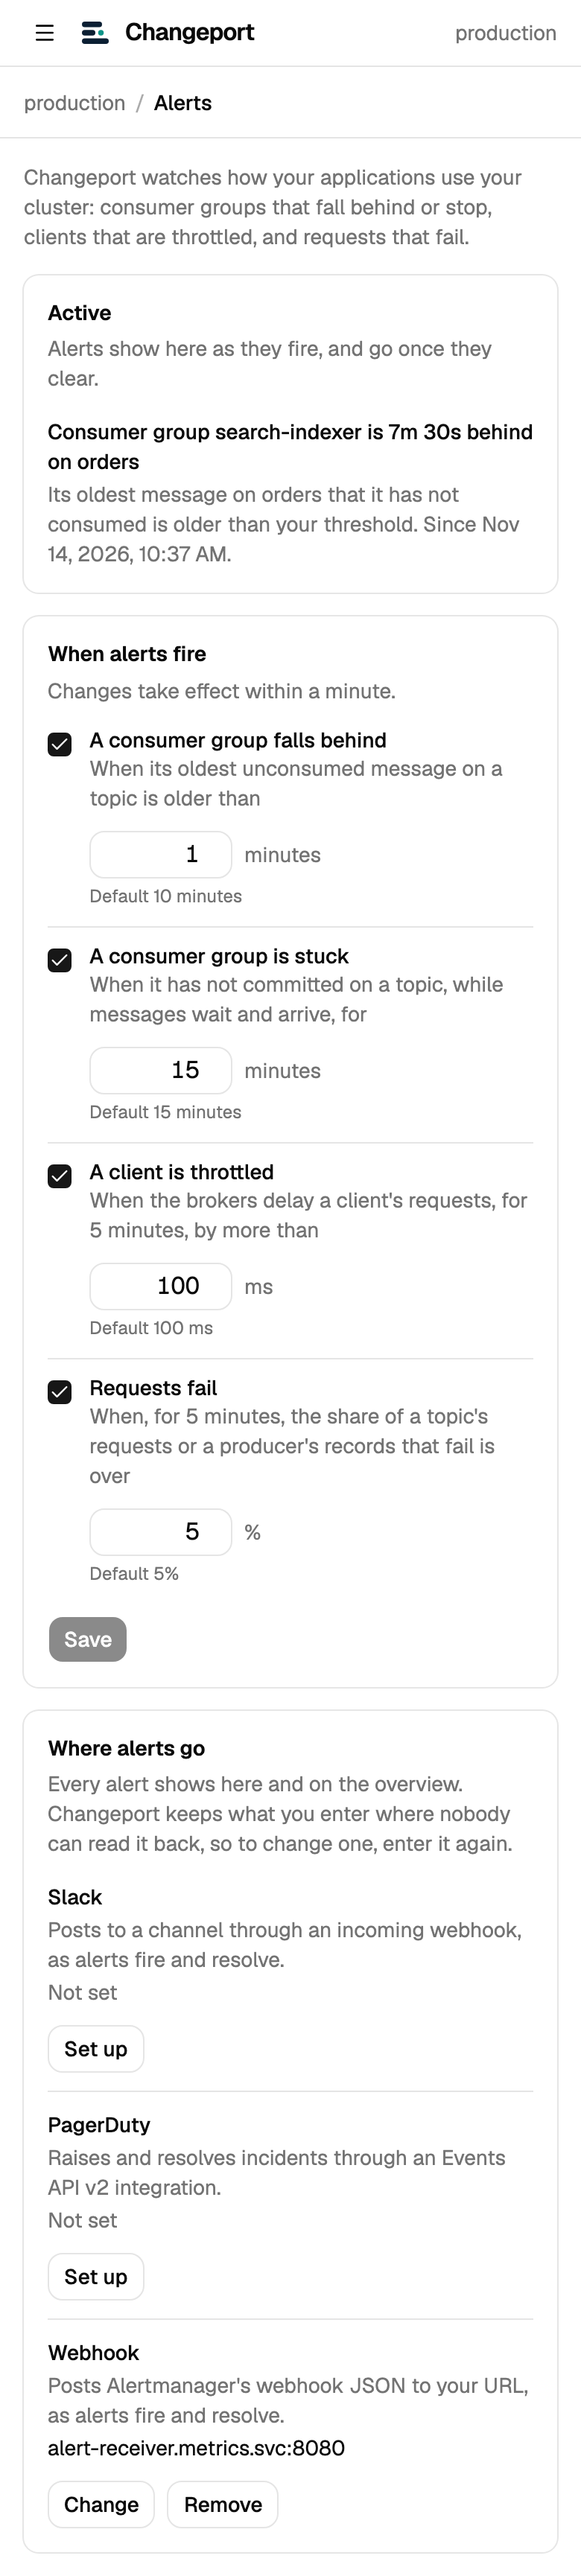 Changeport
production
production / Alerts
Changeport watches how your applications use your
cluster: consumer groups that fall behind or stop,
clients that are throttled, and requests that fail.
Active
Alerts show here as they fire, and go once they
clear.
Consumer group search-indexer is 7m 30s behind
on orders
Its oldest message on orders that it has not
consumed is older than your threshold. Since Nov
14, 2026, 10:37 AM.
When alerts fire
Changes take effect within a minute.
A consumer group falls behind
When its oldest unconsumed message on a
topic is older than
1 minutes
Default 10 minutes
A consumer group is stuck
When it has not committed on a topic, while
messages wait and arrive, for
15 minutes
Default 15 minutes
A client is throttled
When the brokers delay a client's requests, for
5 minutes, by more than
100 ms
Default 100 ms
Requests fail
When, for 5 minutes, the share of a topic's
requests or a producer's records that fail is
over
5 %
Default 5%
Save
Where alerts go
Every alert shows here and on the overview.
Changeport keeps what you enter where nobody
can read it back, so to change one, enter it again.
Slack
Posts to a channel through an incoming webhook,
as alerts fire and resolve.
Not set
Set up
PagerDuty
Raises and resolves incidents through an Events
API v2 integration.
Not set
Set up
Webhook
Posts Alertmanager's webhook JSON to your URL,
as alerts fire and resolve.
alert-receiver.metrics.svc:8080
Change Remove